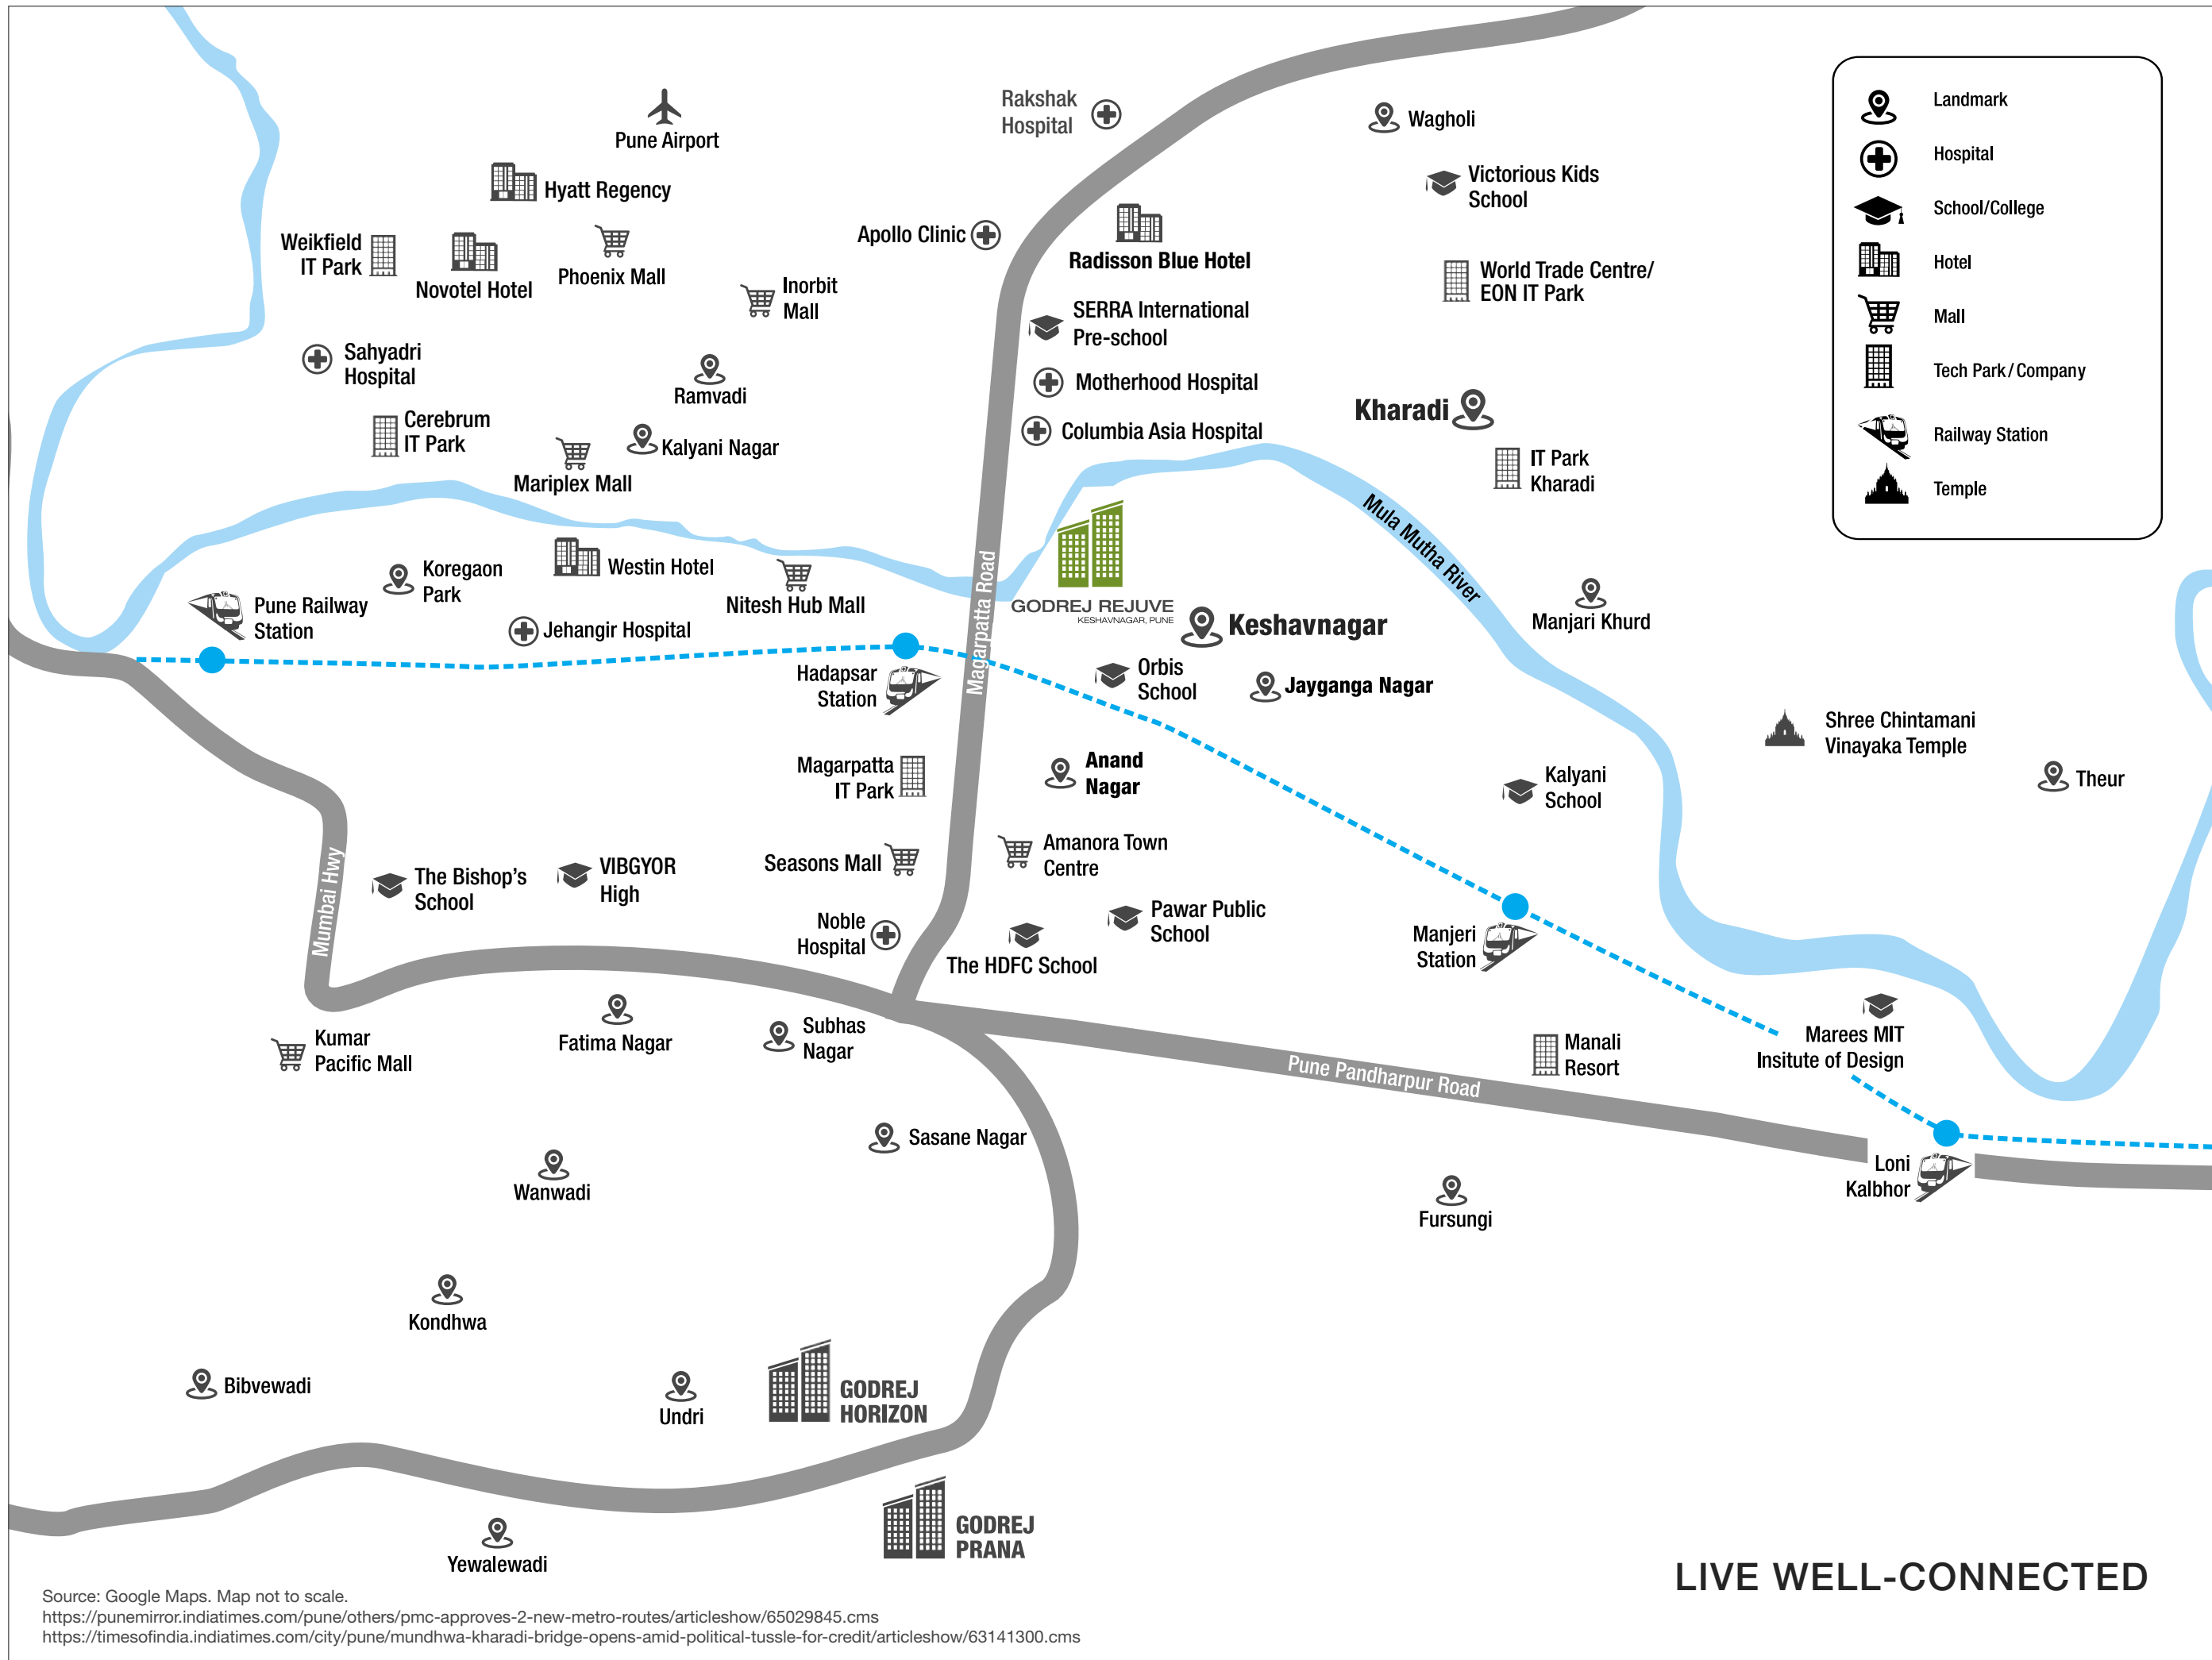 Pune Airport
Rakshak
Hospital
Wagholi
Landmark
Hospital
School/College
Hotel
Mall
Tech Park / Company
Railway Station
Temple
Hyatt Regency
Victorious Kids
School
Weikfield
IT Park
Novotel Hotel
Phoenix Mall
Inorbit
Mall
Apollo Clinic
Radisson Blue Hotel
World Trade Centre/
EON IT Park
SERRA International
Pre-school
Sahyadri
Hospital
Ramvadi
Motherhood Hospital
Kharadi
Cerebrum
IT Park
Kalyani Nagar
Columbia Asia Hospital
Mariplex Mall
IT Park
Kharadi
Mula Mutha River
Koregaon
Park
Westin Hotel
Nitesh Hub Mall
Magarpatta Road
GODREJ REJUVE
KESHAVNAGAR, PUNE
Keshavnagar
Manjari Khurd
Pune Railway
Station
Jehangir Hospital
Hadapsar
Station
Orbis
School
Jayganga Nagar
Shree Chintamani
Vinayaka Temple
Theur
Magarpatta
IT Park
Anand
Nagar
Kalyani
School
Mumbai Hwy
The Bishop's
School
VIBGYOR
High
Seasons Mall
Amanora Town
Centre
Noble
Hospital
The HDFC School
Pawar Public
School
Manjeri
Station
Kumar
Pacific Mall
Fatima Nagar
Subhas
Nagar
Pune Pandharpur Road
Manali
Resort
Marees MIT
Insitute of Design
Sasane Nagar
Wanwadi
Fursungi
Loni
Kalbhor
Kondhwa
Bibvewadi
Undri
GODREJ
HORIZON
GODREJ
PRANA
Yewalewadi
LIVE WELL-CONNECTED
Source: Google Maps. Map not to scale.
https://punemirror.indiatimes.com/pune/others/pmc-approves-2-new-metro-routes/articleshow/65029845.cms
https://timesofindia.indiatimes.com/city/pune/mundhwa-kharadi-bridge-opens-amid-political-tussle-for-credit/articleshow/63141300.cms